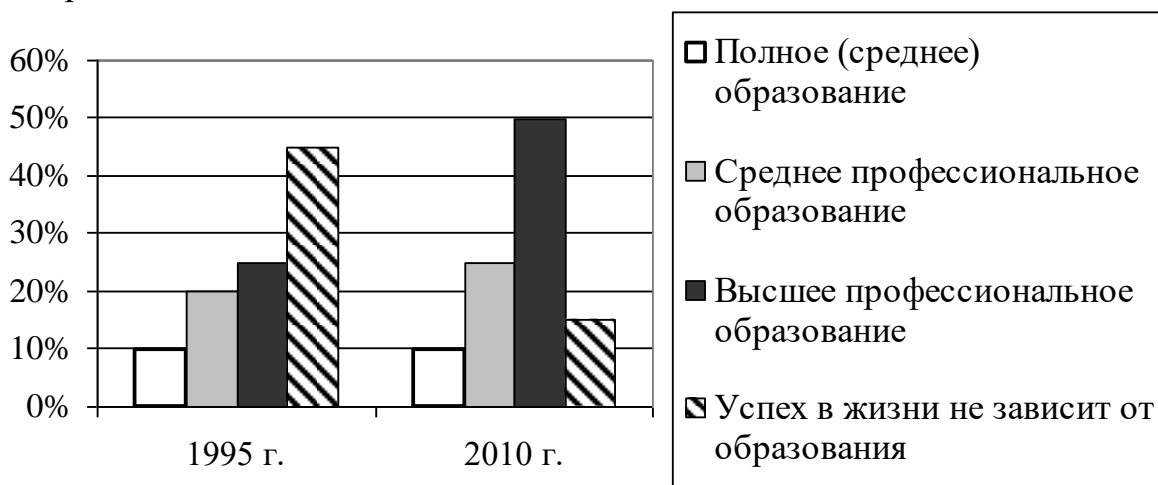 60%
50%
40%
30%
20%
10%
0%
1995 г.
2010 г.
Полное (среднее)
образование
Среднее профессиональное
образование
Высшее профессиональное
образование
Успех в жизни не зависит от
образования